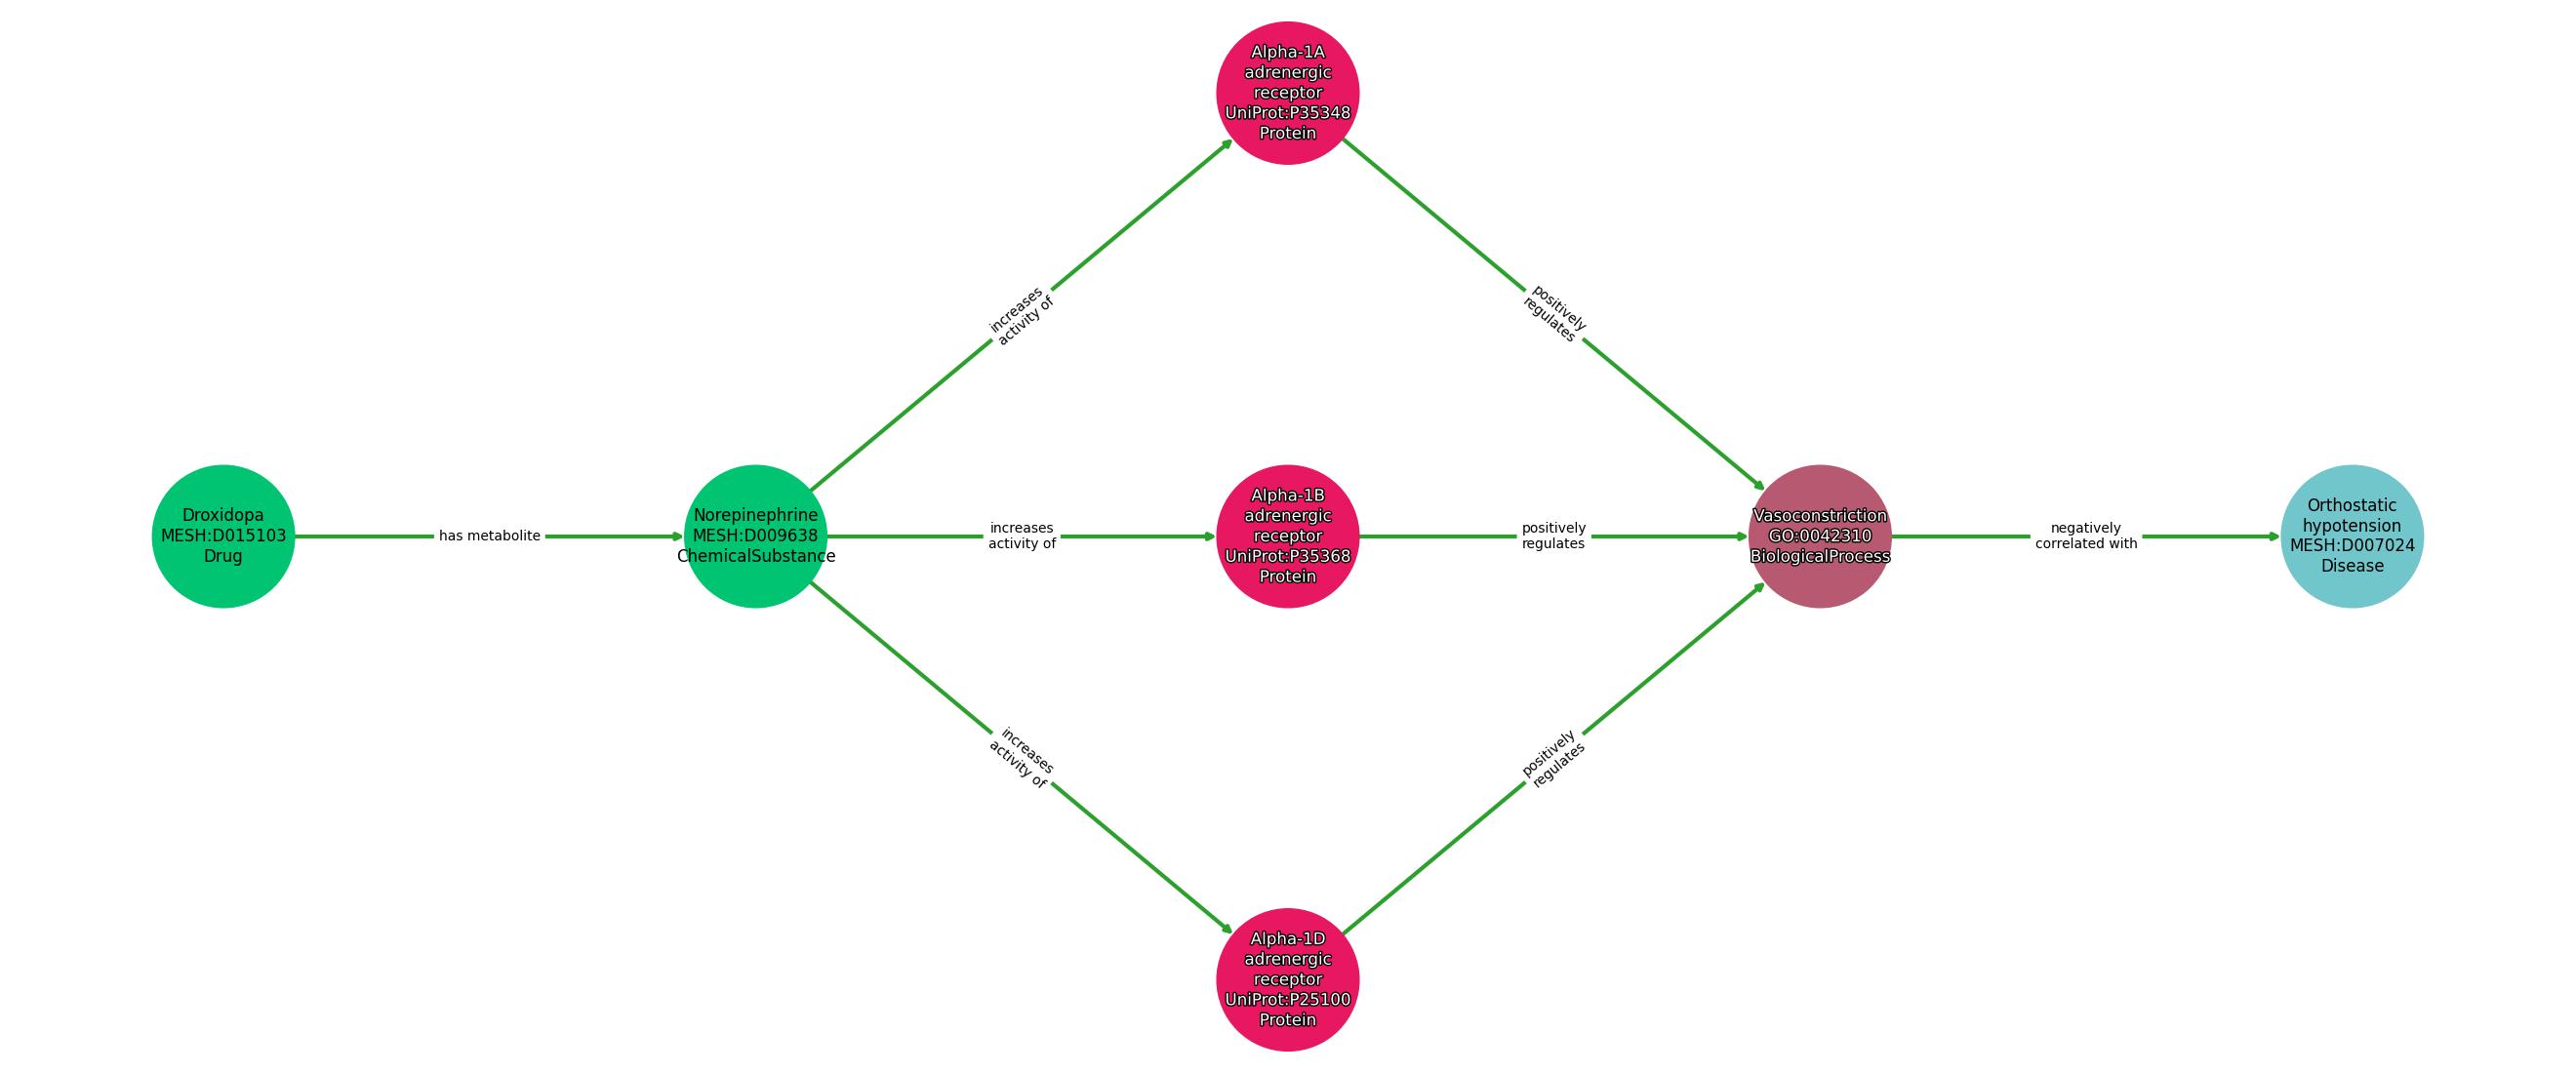 Alpha-1A
adrenergic
receptor
UniProt:P35348
Protein
increases
activity of
positively
regulates
Droxidopa
MESH:D015103
Drug
has metabolite
Norepinephrine
MESH:D009638
ChemicalSubstance
increases
activity of
Alpha-1B
adrenergic
receptor
UniProt:P35368
Protein
positively
regulates
Vasoconstriction
GO:0042310
BiologicalProcess
negatively
correlated with
Orthostatic
hypotension
MESH:D007024
Disease
increases
activity of
positively
regulates
Alpha-1D
adrenergic
receptor
UniProt:P25100
Protein